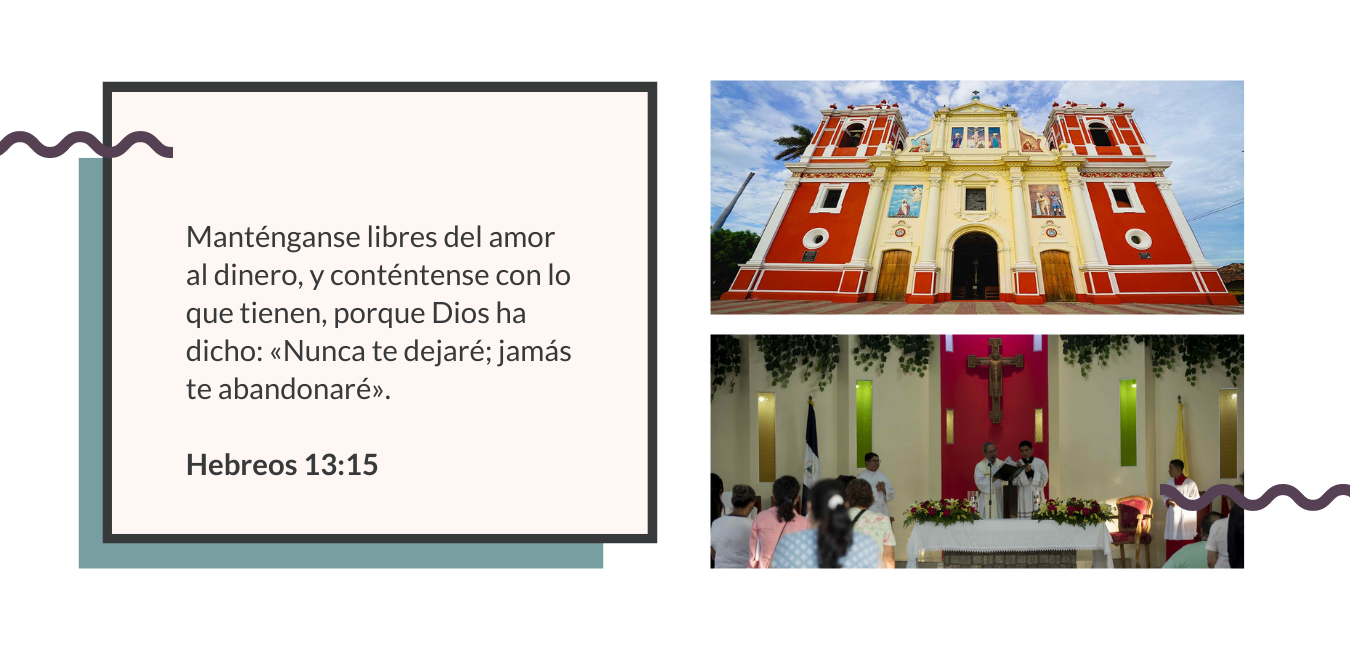 Manténganse libres del amor
al dinero, y conténtense con lo
que tienen, porque Dios ha
dicho: «Nunca te dejaré; jamás
te abandonaré».
Hebreos 13:15